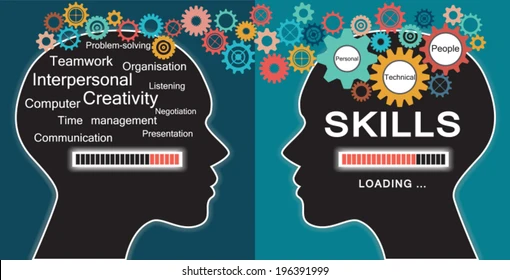 Problem-solving
Teamwork
Organisation
Interpersonal
Listening
Computer
Creativity
Negotiation
Time management
Communication
Presentation
Personal
People
Technical
SKILLS
LOADING ...
shutterstock.com · 196391999